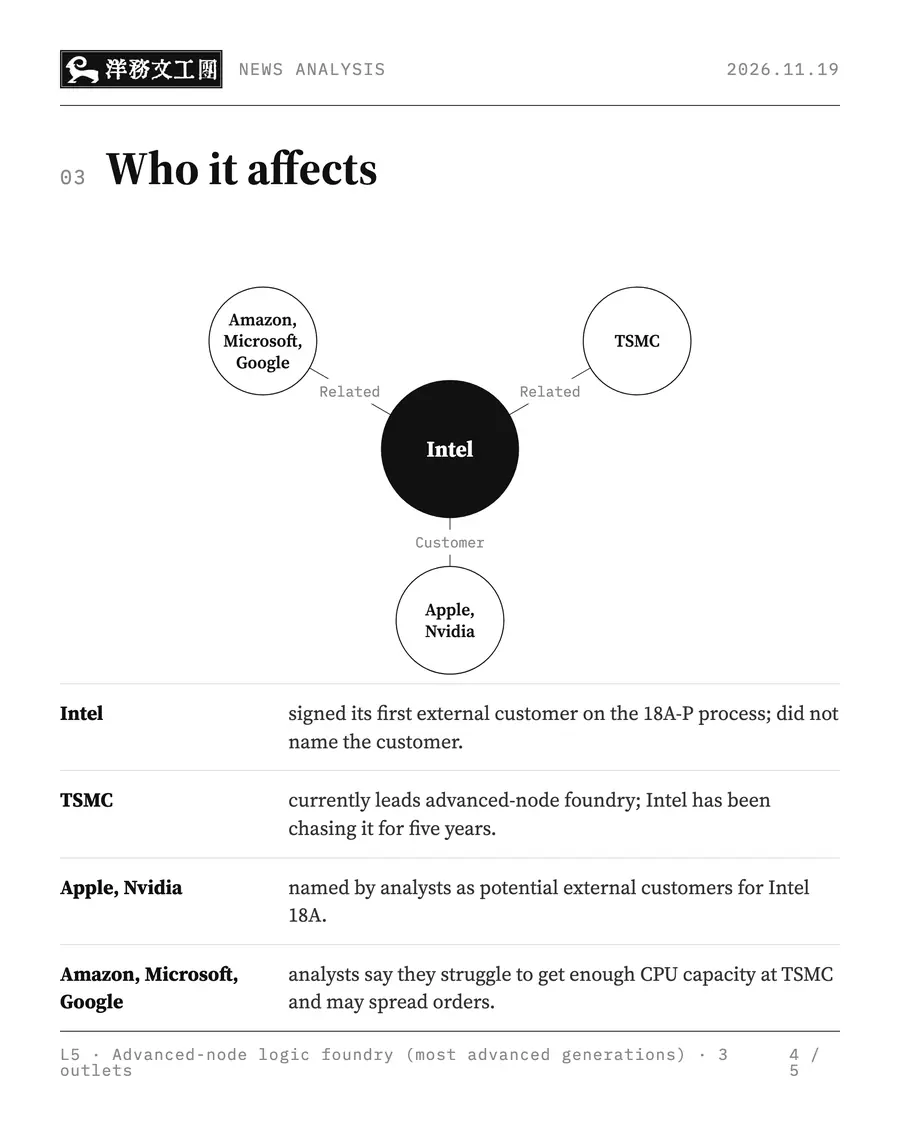 洋務文工團 NEWS ANALYSIS 2026.11.19
03 Who it affects
Amazon,
Microsoft,
Google
TSMC
Related
Related
Intel
Customer
Apple,
Nvidia
Intel signed its first external customer on the 18A-P process; did not
name the customer.
TSMC currently leads advanced-node foundry; Intel has been
chasing it for five years.
Apple, Nvidia named by analysts as potential external customers for Intel
18A.
Amazon, Microsoft, analysts say they struggle to get enough CPU capacity at TSMC
Google and may spread orders.
L5 · Advanced-node logic foundry (most advanced generations) · 3 4 /
outlets 5